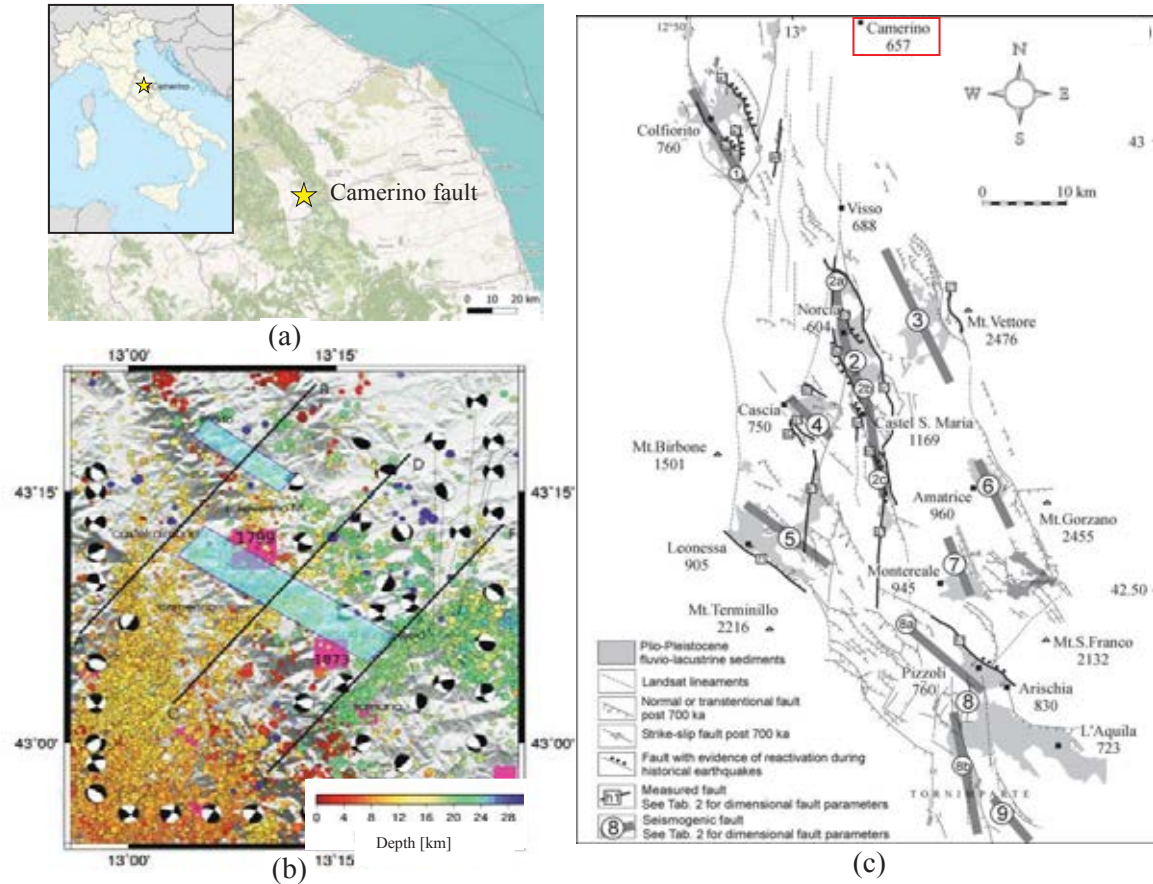 Camerino
Camerino fault
0 10 20 km
(a)
13°00' 13°15'
B
D
F
43°15'
1799
1873
C
43°00'
0 4 8 12 16 20 24 28
Depth [km]
13°00' 13°15'
(b)
12°50' 13°
Camerino
657
N
W E
S
Colfiorito
760
1
43
0 10 km
Visso
688
2a
Norcia
604
3
Mt.Vettore
2476
2
2b
Cascia
750
4
Castel S. Maria
1169
Mt.Birbone
1501
2c
Amatrice
960
6
Mt.Gorzano
2455
5
Leonessa
905
Montereale
945
7
42.50
Mt.Terminillo
2216
8a
Mt.S.Franco
2132
Pizzoli
760
Arischia
830
8
L'Aquila
723
8b
TORNIMPARTE
9
Plio-Pleistocene
fluvio-lacustrine sediments
Landsat lineaments
Normal or transtentional fault
post 700 ka
Strike-slip fault post 700 ka
Fault with evidence of reactivation during
historical earthquakes
n
Measured fault
See Tab. 2 for dimensional fault parameters
8
Seismogenic fault
See Tab. 2 for dimensional fault parameters
(c)